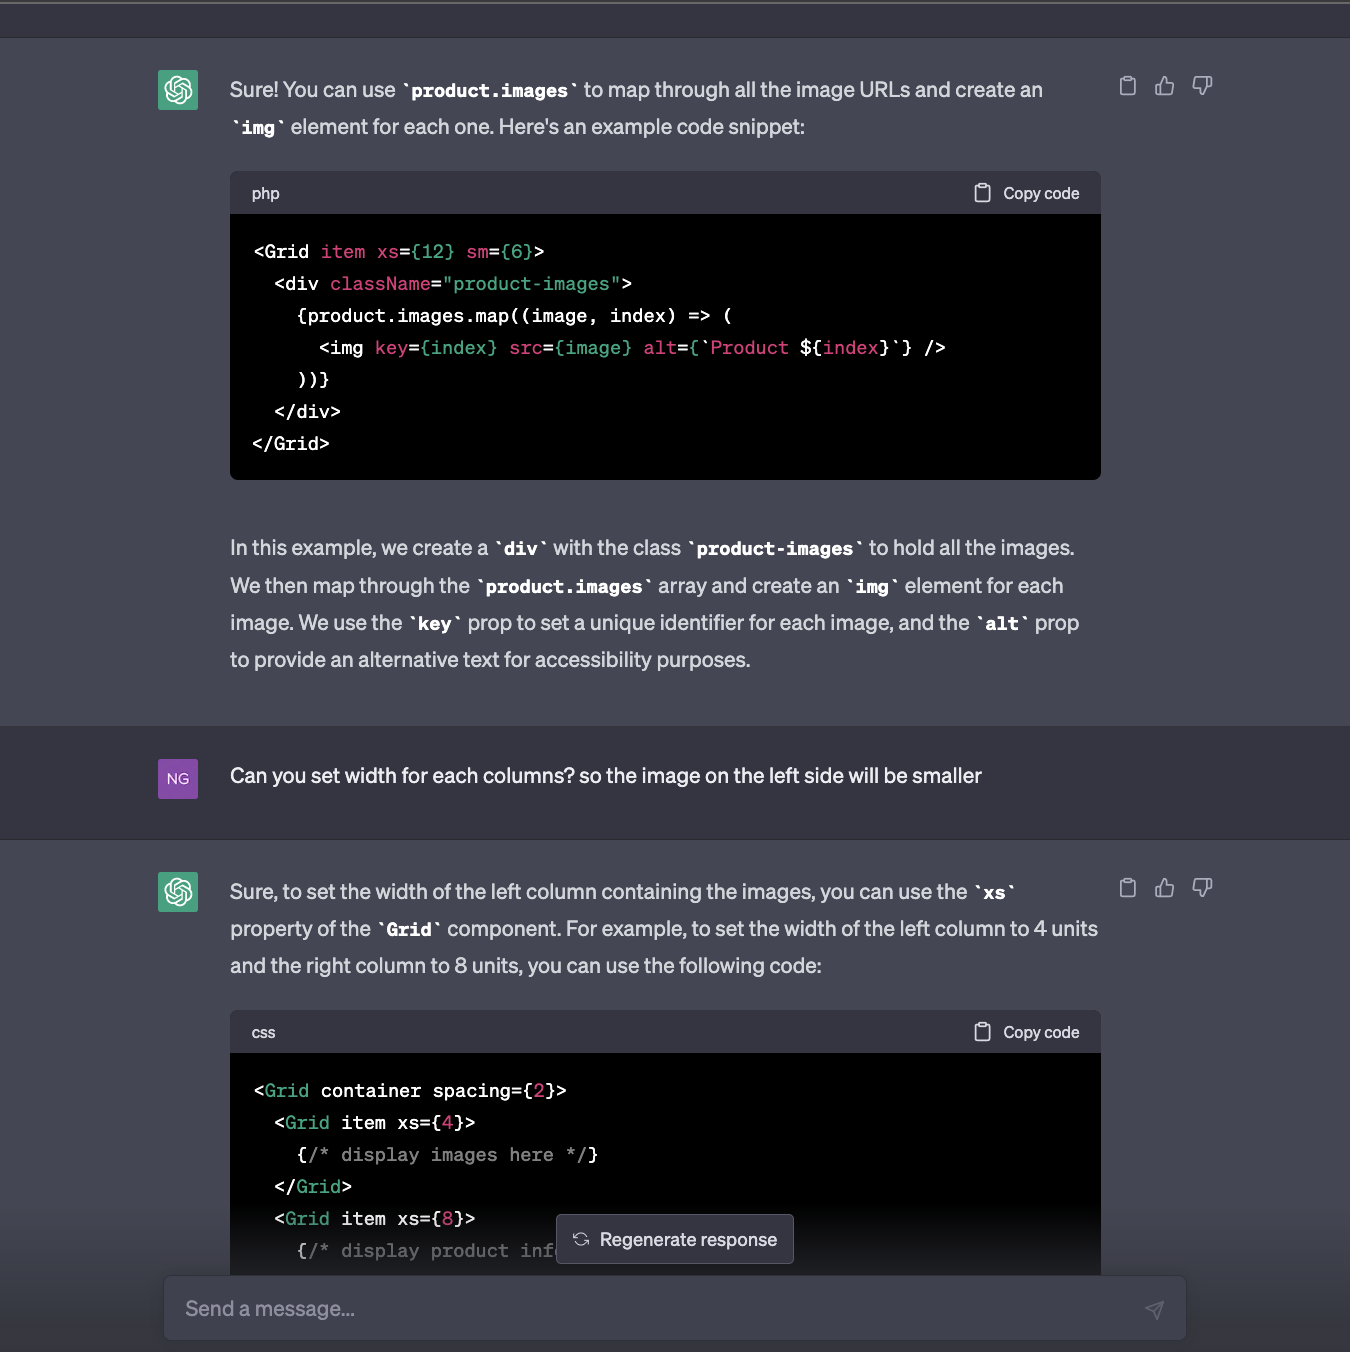 Sure! You can use `product.images` to map through all the image URLs and create an
`img` element for each one. Here's an example code snippet:
php
Copy code
<Grid item xs={12} sm={6}>
  <div className="product-images">
    {product.images.map((image, index) => (
      <img key={index} src={image} alt={`Product ${index}`} />
    ))}
  </div>
</Grid>
In this example, we create a `div` with the class `product-images` to hold all the images.
We then map through the `product.images` array and create an `img` element for each
image. We use the `key` prop to set a unique identifier for each image, and the `alt` prop
to provide an alternative text for accessibility purposes.
NG
Can you set width for each columns? so the image on the left side will be smaller
Sure, to set the width of the left column containing the images, you can use the `xs`
property of the `Grid` component. For example, to set the width of the left column to 4 units
and the right column to 8 units, you can use the following code:
css
Copy code
<Grid container spacing={2}>
  <Grid item xs={4}>
    {/* display images here */}
  </Grid>
  <Grid item xs={8}>
    {/* display product
Regenerate response
Send a message...